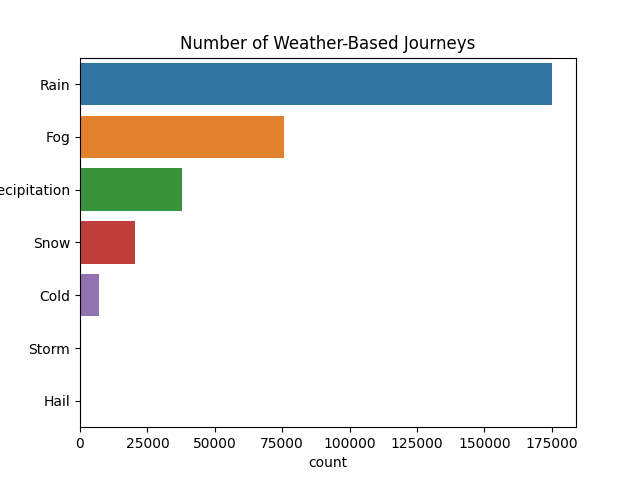 Number of Weather-Based Journeys
Rain
Fog
ecipitation
Snow
Cold
Storm
Hail
0 25000 50000 75000 100000 125000 150000 175000
count